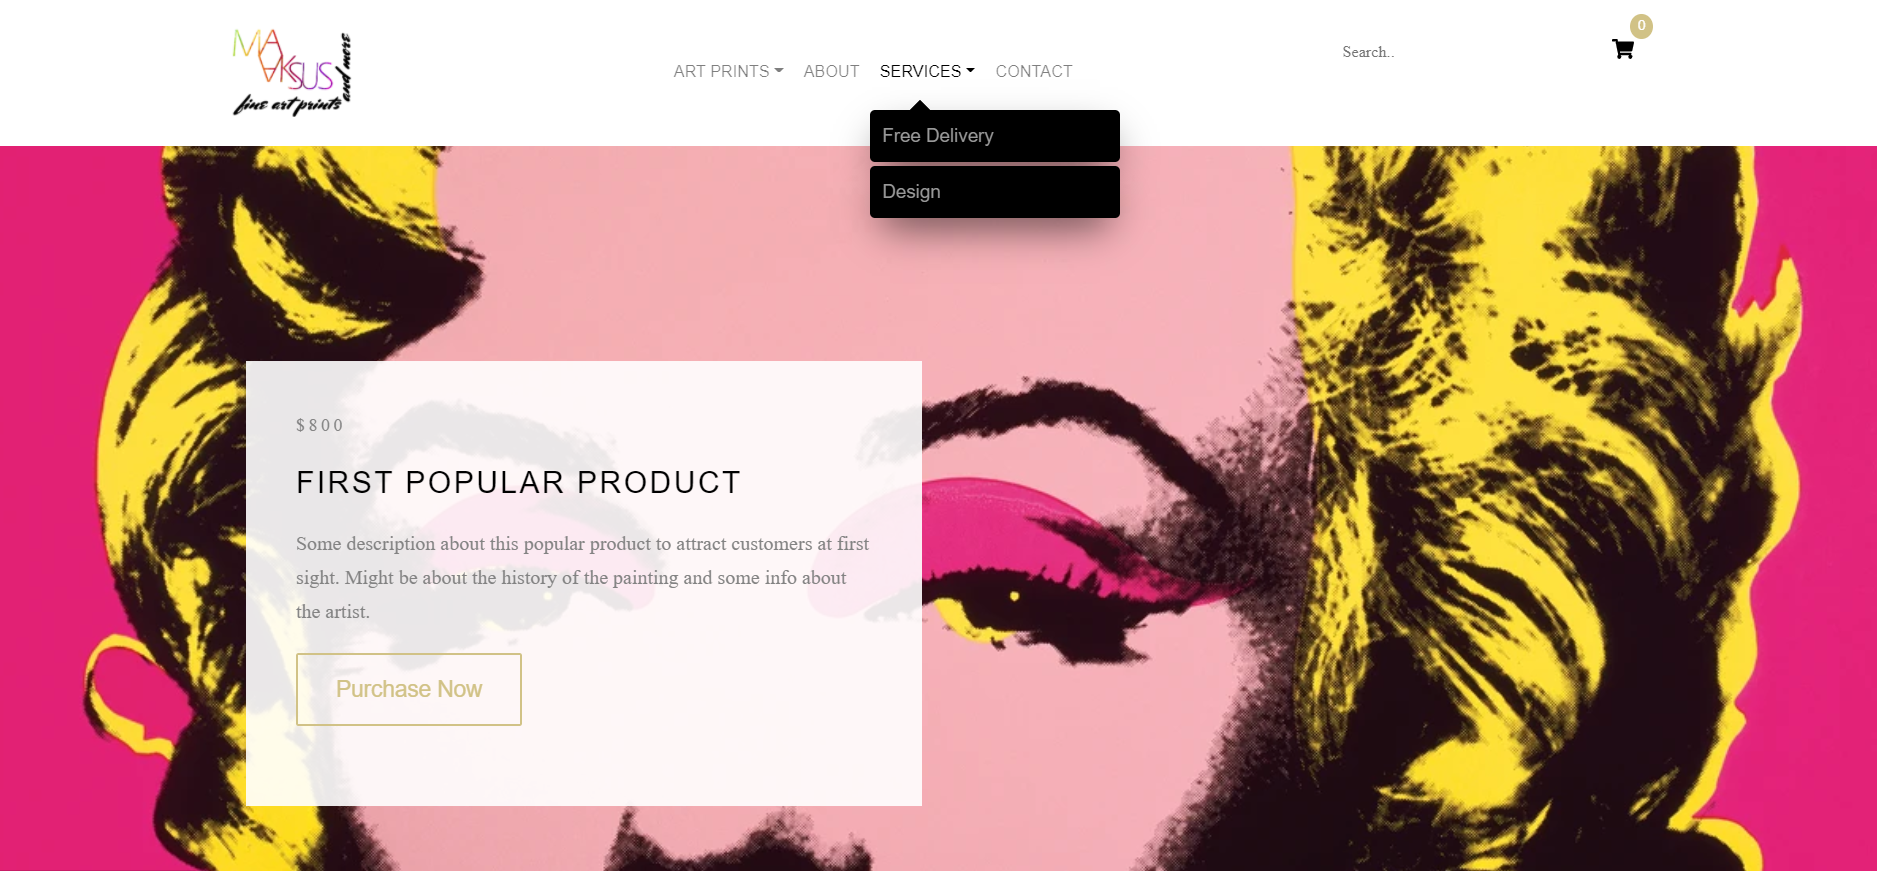 MAAKSUS
and more
fine art prints
ART PRINTS
ABOUT
SERVICES
CONTACT
Search..
0
Free Delivery
Design
$800
FIRST POPULAR PRODUCT
Some description about this popular product to attract customers at first
sight. Might be about the history of the painting and some info about
the artist.
Purchase Now